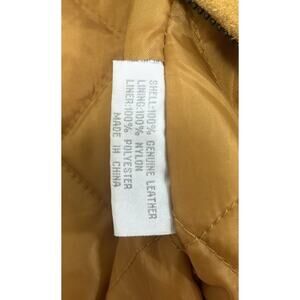 SHELL:100% GENUINE LEATHER
LINING:100% NYLON
LINER:100% POLYESTER
MADE IN CHINA